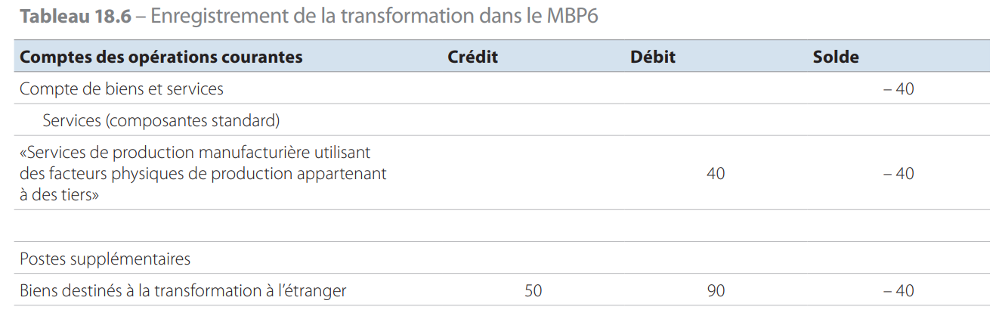 Tableau 18.6 – Enregistrement de la transformation dans le MBP6
Comptes des opérations courantes Crédit Débit Solde
Compte de biens et services – 40
Services (composantes standard)
«Services de production manufacturière utilisant
des facteurs physiques de production appartenant 40 – 40
à des tiers»
Postes supplémentaires
Biens destinés à la transformation à l’étranger 50 90 – 40